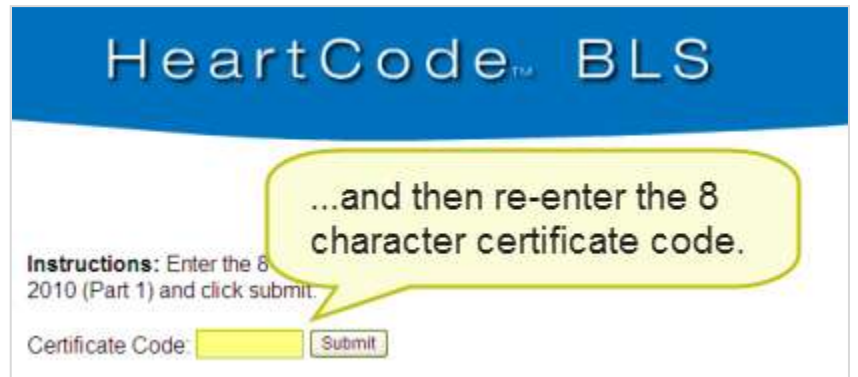 HeartCode™ BLS
...and then re-enter the 8
character certificate code.
Instructions: Enter the 8
2010 (Part 1) and click submit.
Certificate Code: Submit